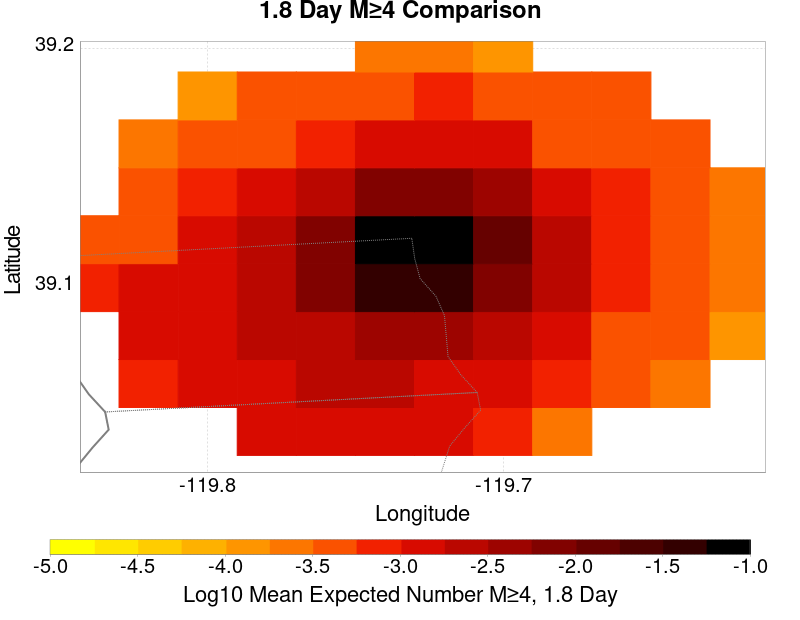 1.8 Day M≥4 Comparison
39.2
39.1
Latitude
-119.8 -119.7
Longitude
-5.0 -4.5 -4.0 -3.5 -3.0 -2.5 -2.0 -1.5 -1.0
Log10 Mean Expected Number M≥4, 1.8 Day